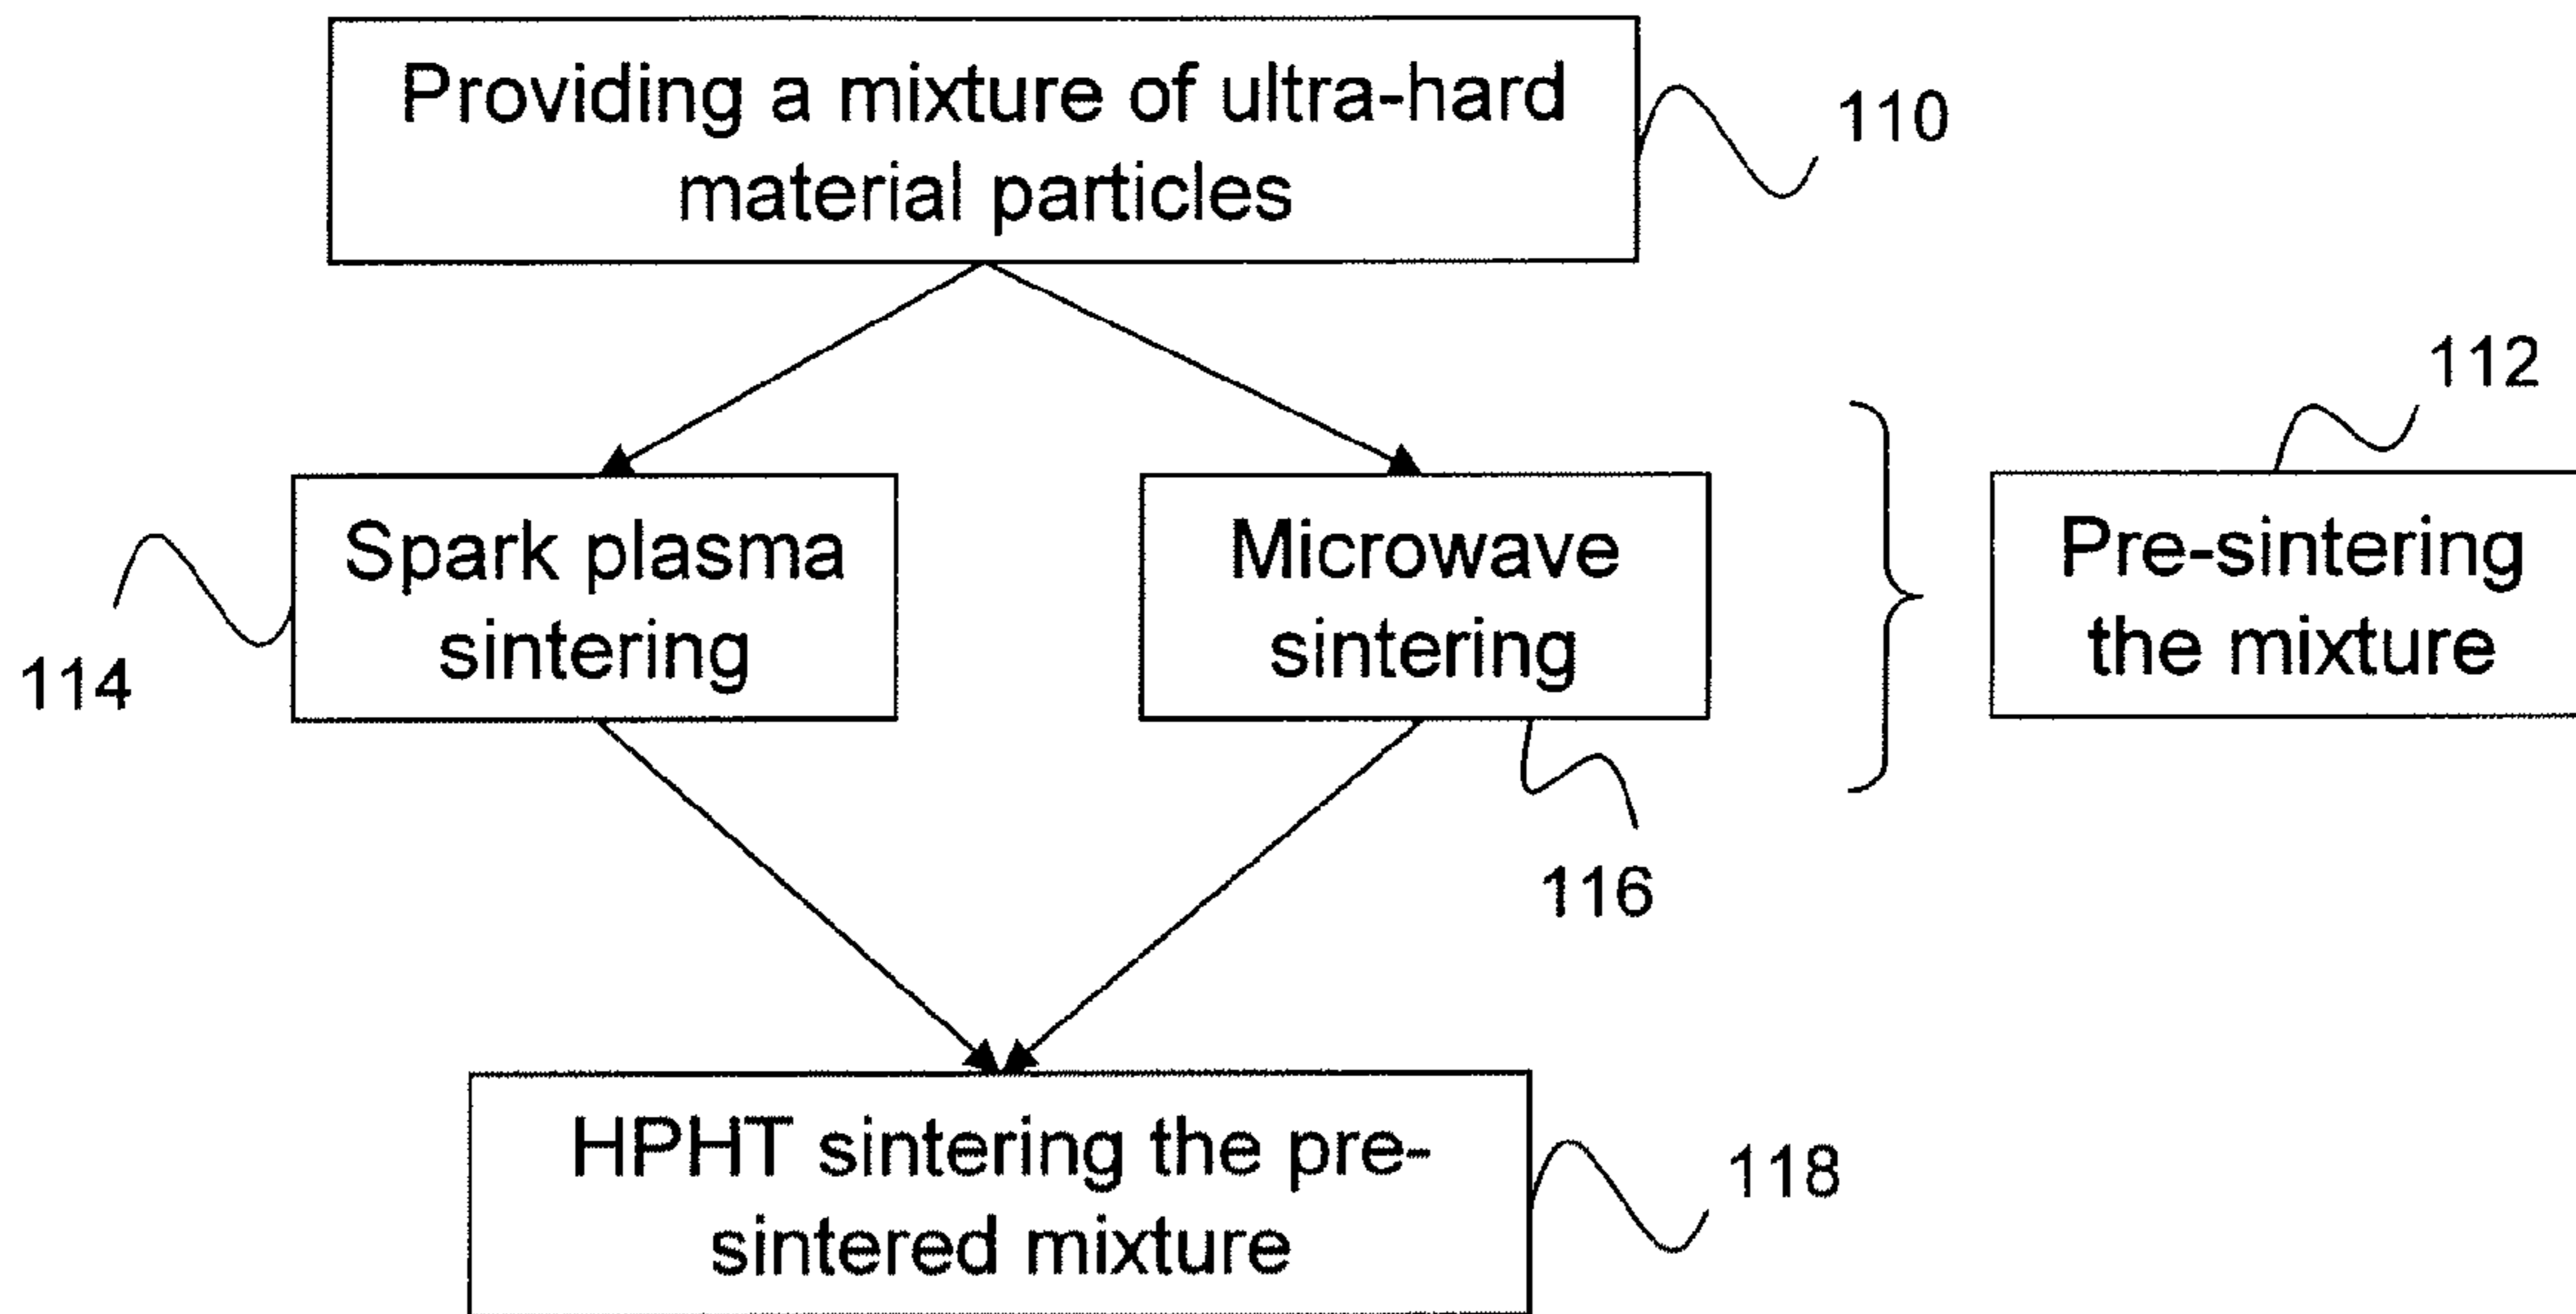 Providing a mixture of ultra-hard
material particles
110
112
Spark plasma
sintering
114
Microwave
sintering
116
Pre-sintering
the mixture
HPHT sintering the pre-
sintered mixture
118